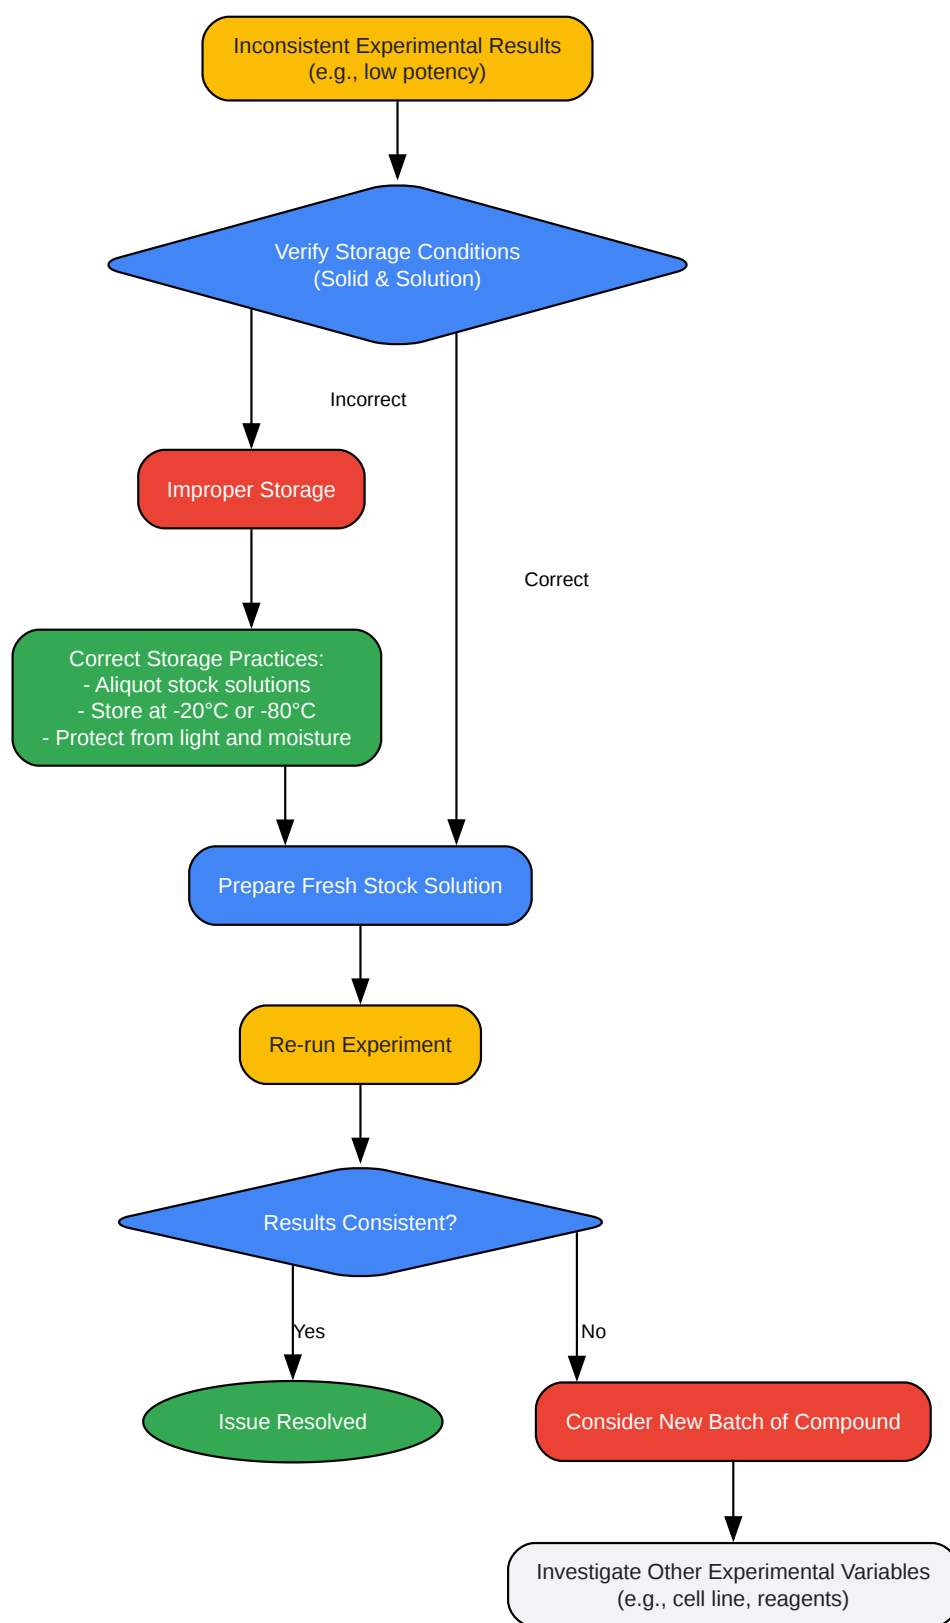 Inconsistent Experimental Results
(e.g., low potency)
Verify Storage Conditions
(Solid & Solution)
Incorrect
Improper Storage
Correct
Correct Storage Practices:
- Aliquot stock solutions
- Store at -20°C or -80°C
- Protect from light and moisture
Prepare Fresh Stock Solution
Re-run Experiment
Results Consistent?
Yes
No
Issue Resolved
Consider New Batch of Compound
Investigate Other Experimental Variables
(e.g., cell line, reagents)